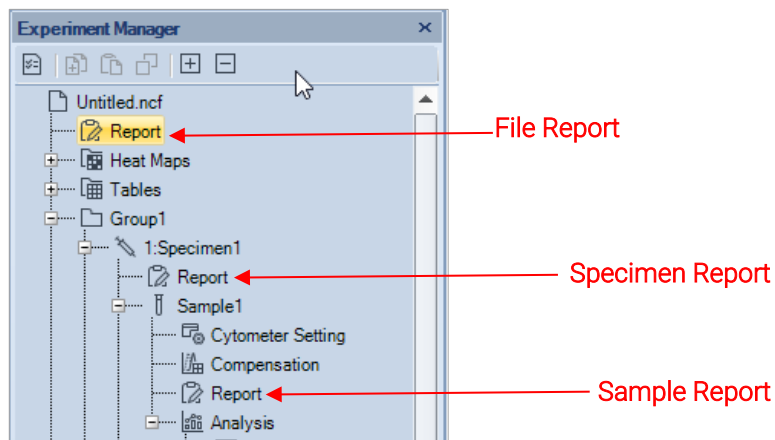 Experiment Manager
Untitled.ncf
Report
File Report
Heat Maps
Tables
Group1
1:Specimen1
Report
Specimen Report
Sample1
Cytometer Setting
Compensation
Report
Sample Report
Analysis